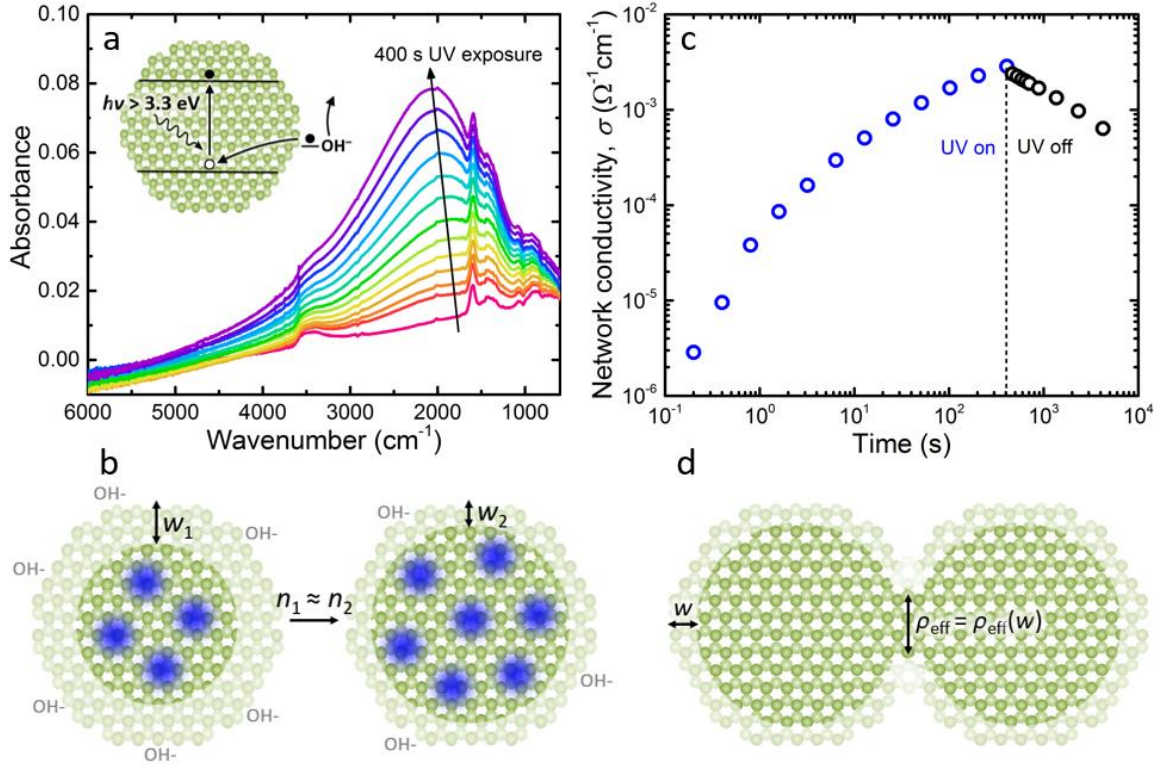 a
400 s UV exposure
hν > 3.3 eV
OH⁻
Absorbance
0.10
0.08
0.06
0.04
0.02
0.00
6000 5000 4000 3000 2000 1000
Wavenumber (cm⁻¹)
c
Network conductivity, σ (Ω⁻¹cm⁻¹)
10⁻²
10⁻³
10⁻⁴
10⁻⁵
10⁻⁶
UV on UV off
10⁻¹ 10⁰ 10¹ 10² 10³ 10⁴
Time (s)
b
OH-
OH-
OH-
OH-
OH-
OH-
w₁
n₁ ≈ n₂
OH-
w₂
OH-
OH-
d
w
ρeff = ρeff(w)